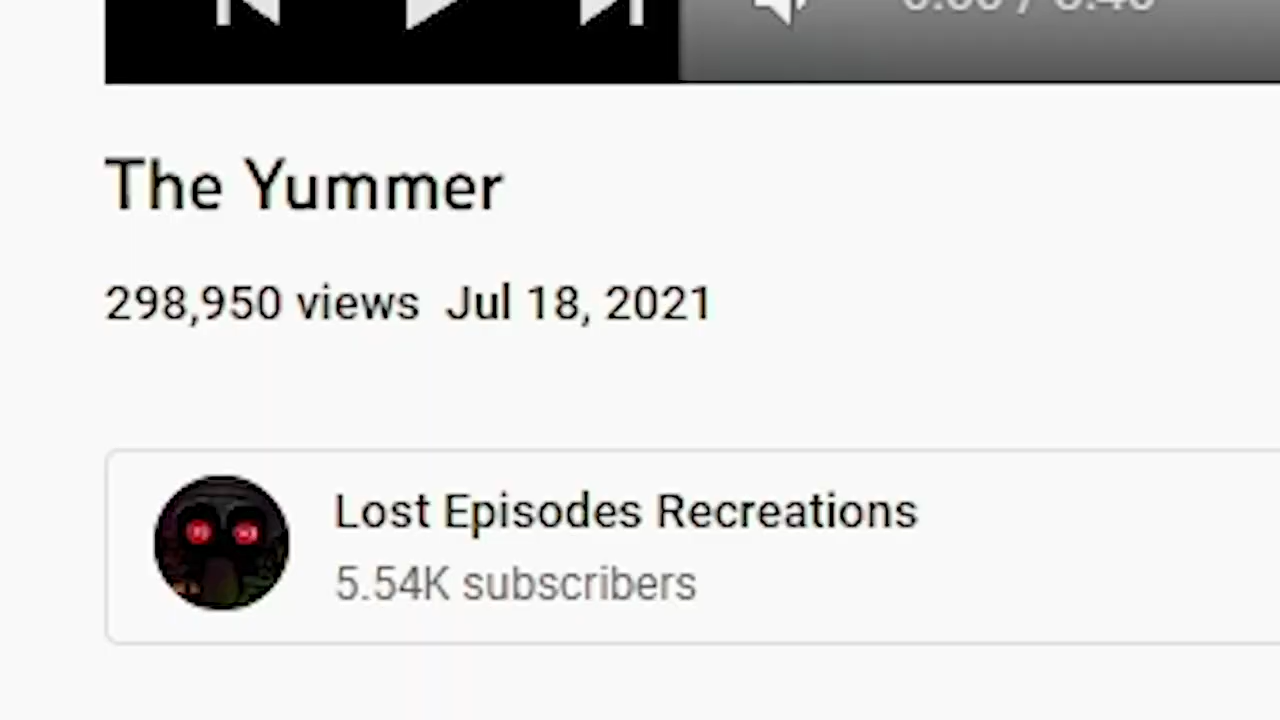 The Yummer
298,950 views Jul 18, 2021
Lost Episodes Recreations
5.54K subscribers